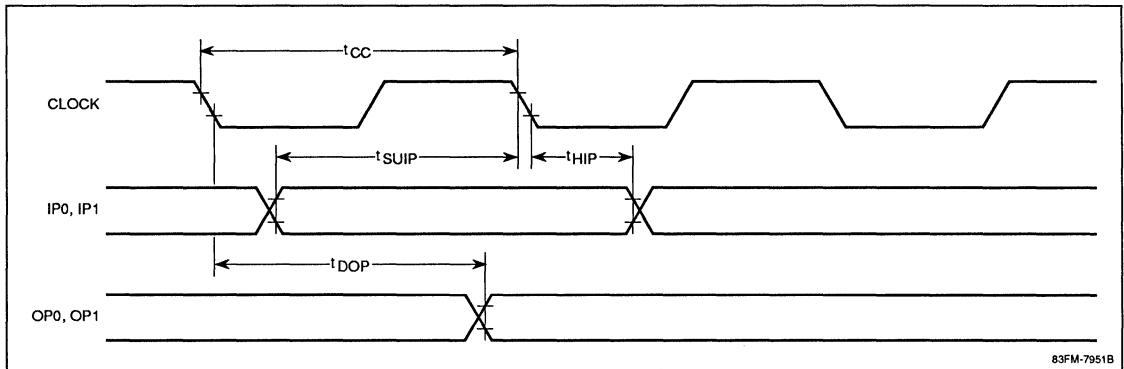 tCC
CLOCK
tSUIP
tHIP
IP0, IP1
tDOP
OP0, OP1
83FM-7951B